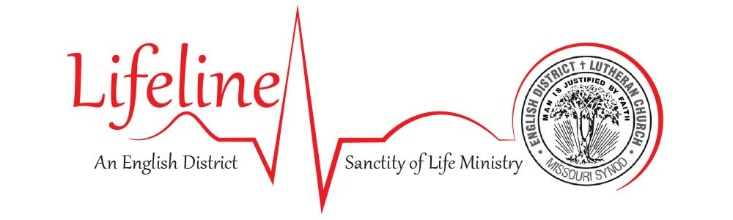 Lifeline
An English District Sanctity of Life Ministry
ENGLISH DISTRICT † LUTHERAN CHURCH
MAN IS JUSTIFIED BY FAITH
• MISSOURI SYNOD •